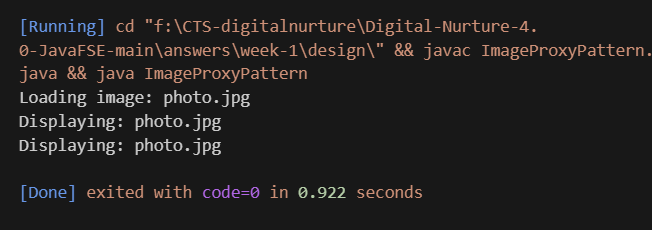 [Running] cd "f:\CTS-digitalnurture\Digital-Nurture-4.
0-JavaFSE-main\answers\week-1\design\" && javac ImageProxyPattern.
java && java ImageProxyPattern
Loading image: photo.jpg
Displaying: photo.jpg
Displaying: photo.jpg
[Done] exited with code=0 in 0.922 seconds